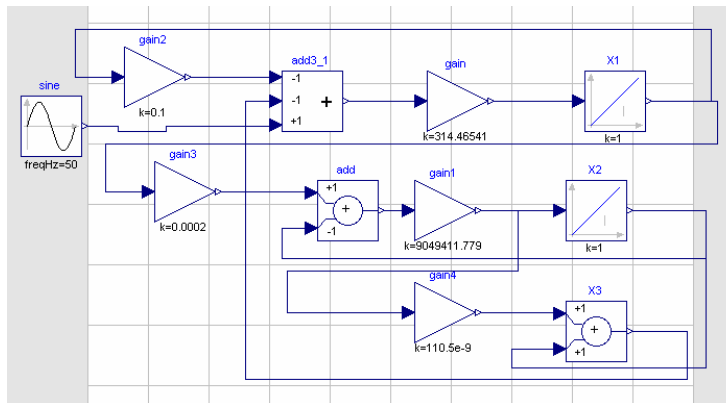 gain2
k=0.1
add3_1
-1
-1
+
+1
gain
k=314.46541
X1
I
k=1
sine
freqHz=50
gain3
k=0.0002
add
+1
+
-1
gain1
k=9049411.779
X2
I
k=1
gain4
k=110.5e-9
X3
+1
+
+1